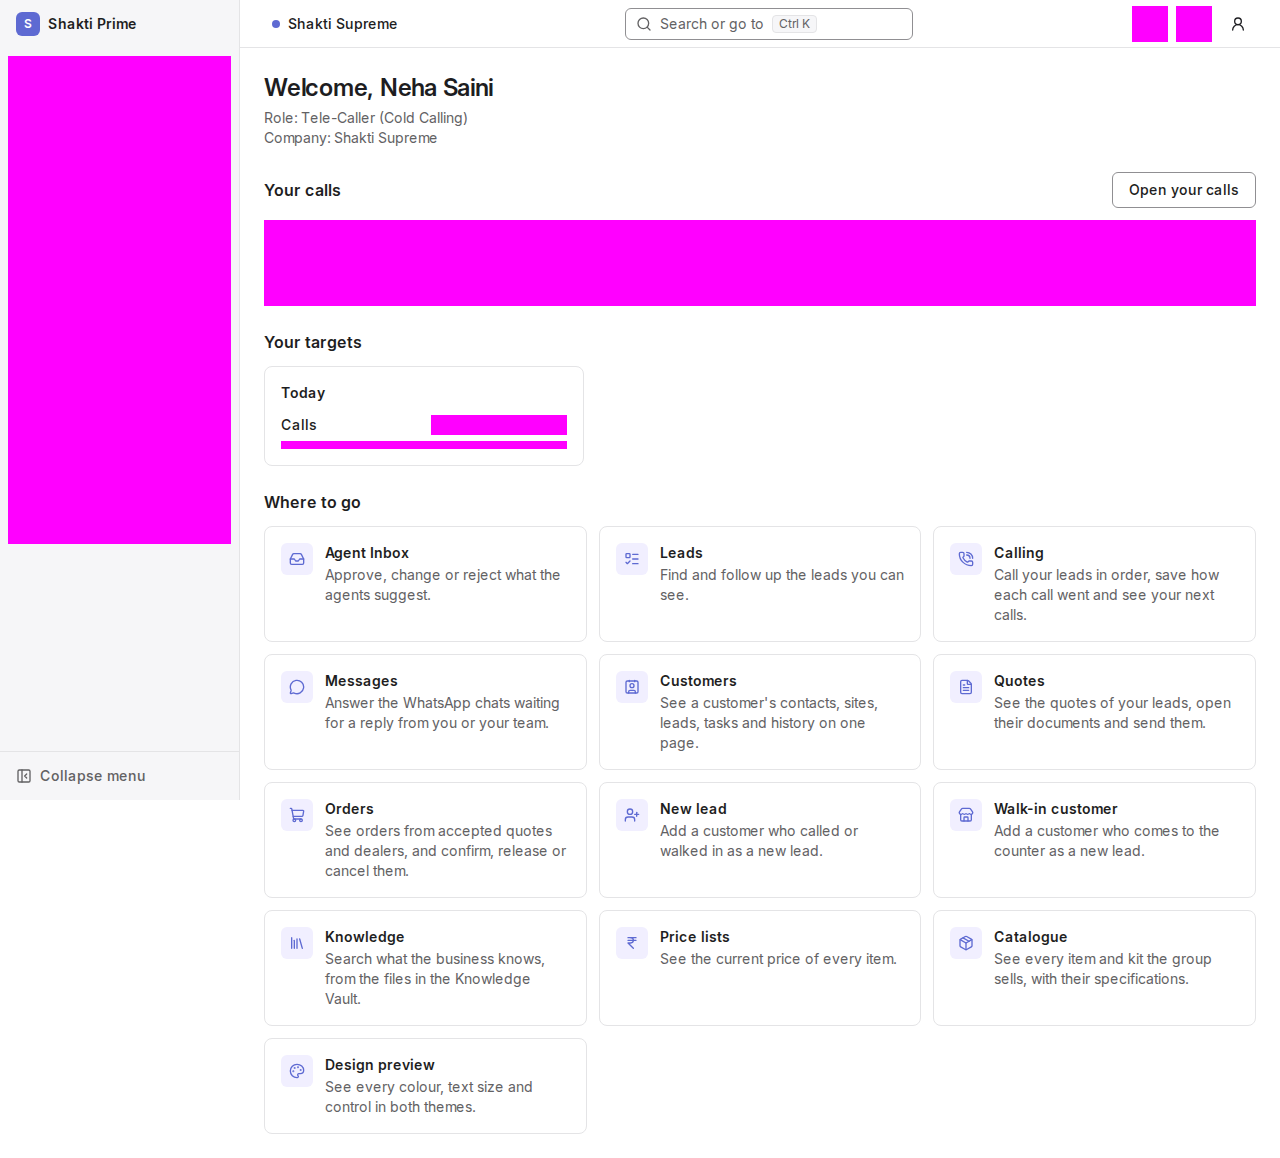 S Shakti Prime
Shakti Supreme
Search or go to Ctrl K
Welcome, Neha Saini
Role: Tele-Caller (Cold Calling)
Company: Shakti Supreme
Your calls
Open your calls
Your targets
Today
Calls
Where to go
Agent Inbox
Approve, change or reject what the
agents suggest.
Leads
Find and follow up the leads you can
see.
Calling
Call your leads in order, save how
each call went and see your next
calls.
Messages
Answer the WhatsApp chats waiting
for a reply from you or your team.
Customers
See a customer's contacts, sites,
leads, tasks and history on one
page.
Quotes
See the quotes of your leads, open
their documents and send them.
Orders
See orders from accepted quotes
and dealers, and confirm, release or
cancel them.
New lead
Add a customer who called or
walked in as a new lead.
Walk-in customer
Add a customer who comes to the
counter as a new lead.
Knowledge
Search what the business knows,
from the files in the Knowledge
Vault.
Price lists
See the current price of every item.
Catalogue
See every item and kit the group
sells, with their specifications.
Design preview
See every colour, text size and
control in both themes.
Collapse menu